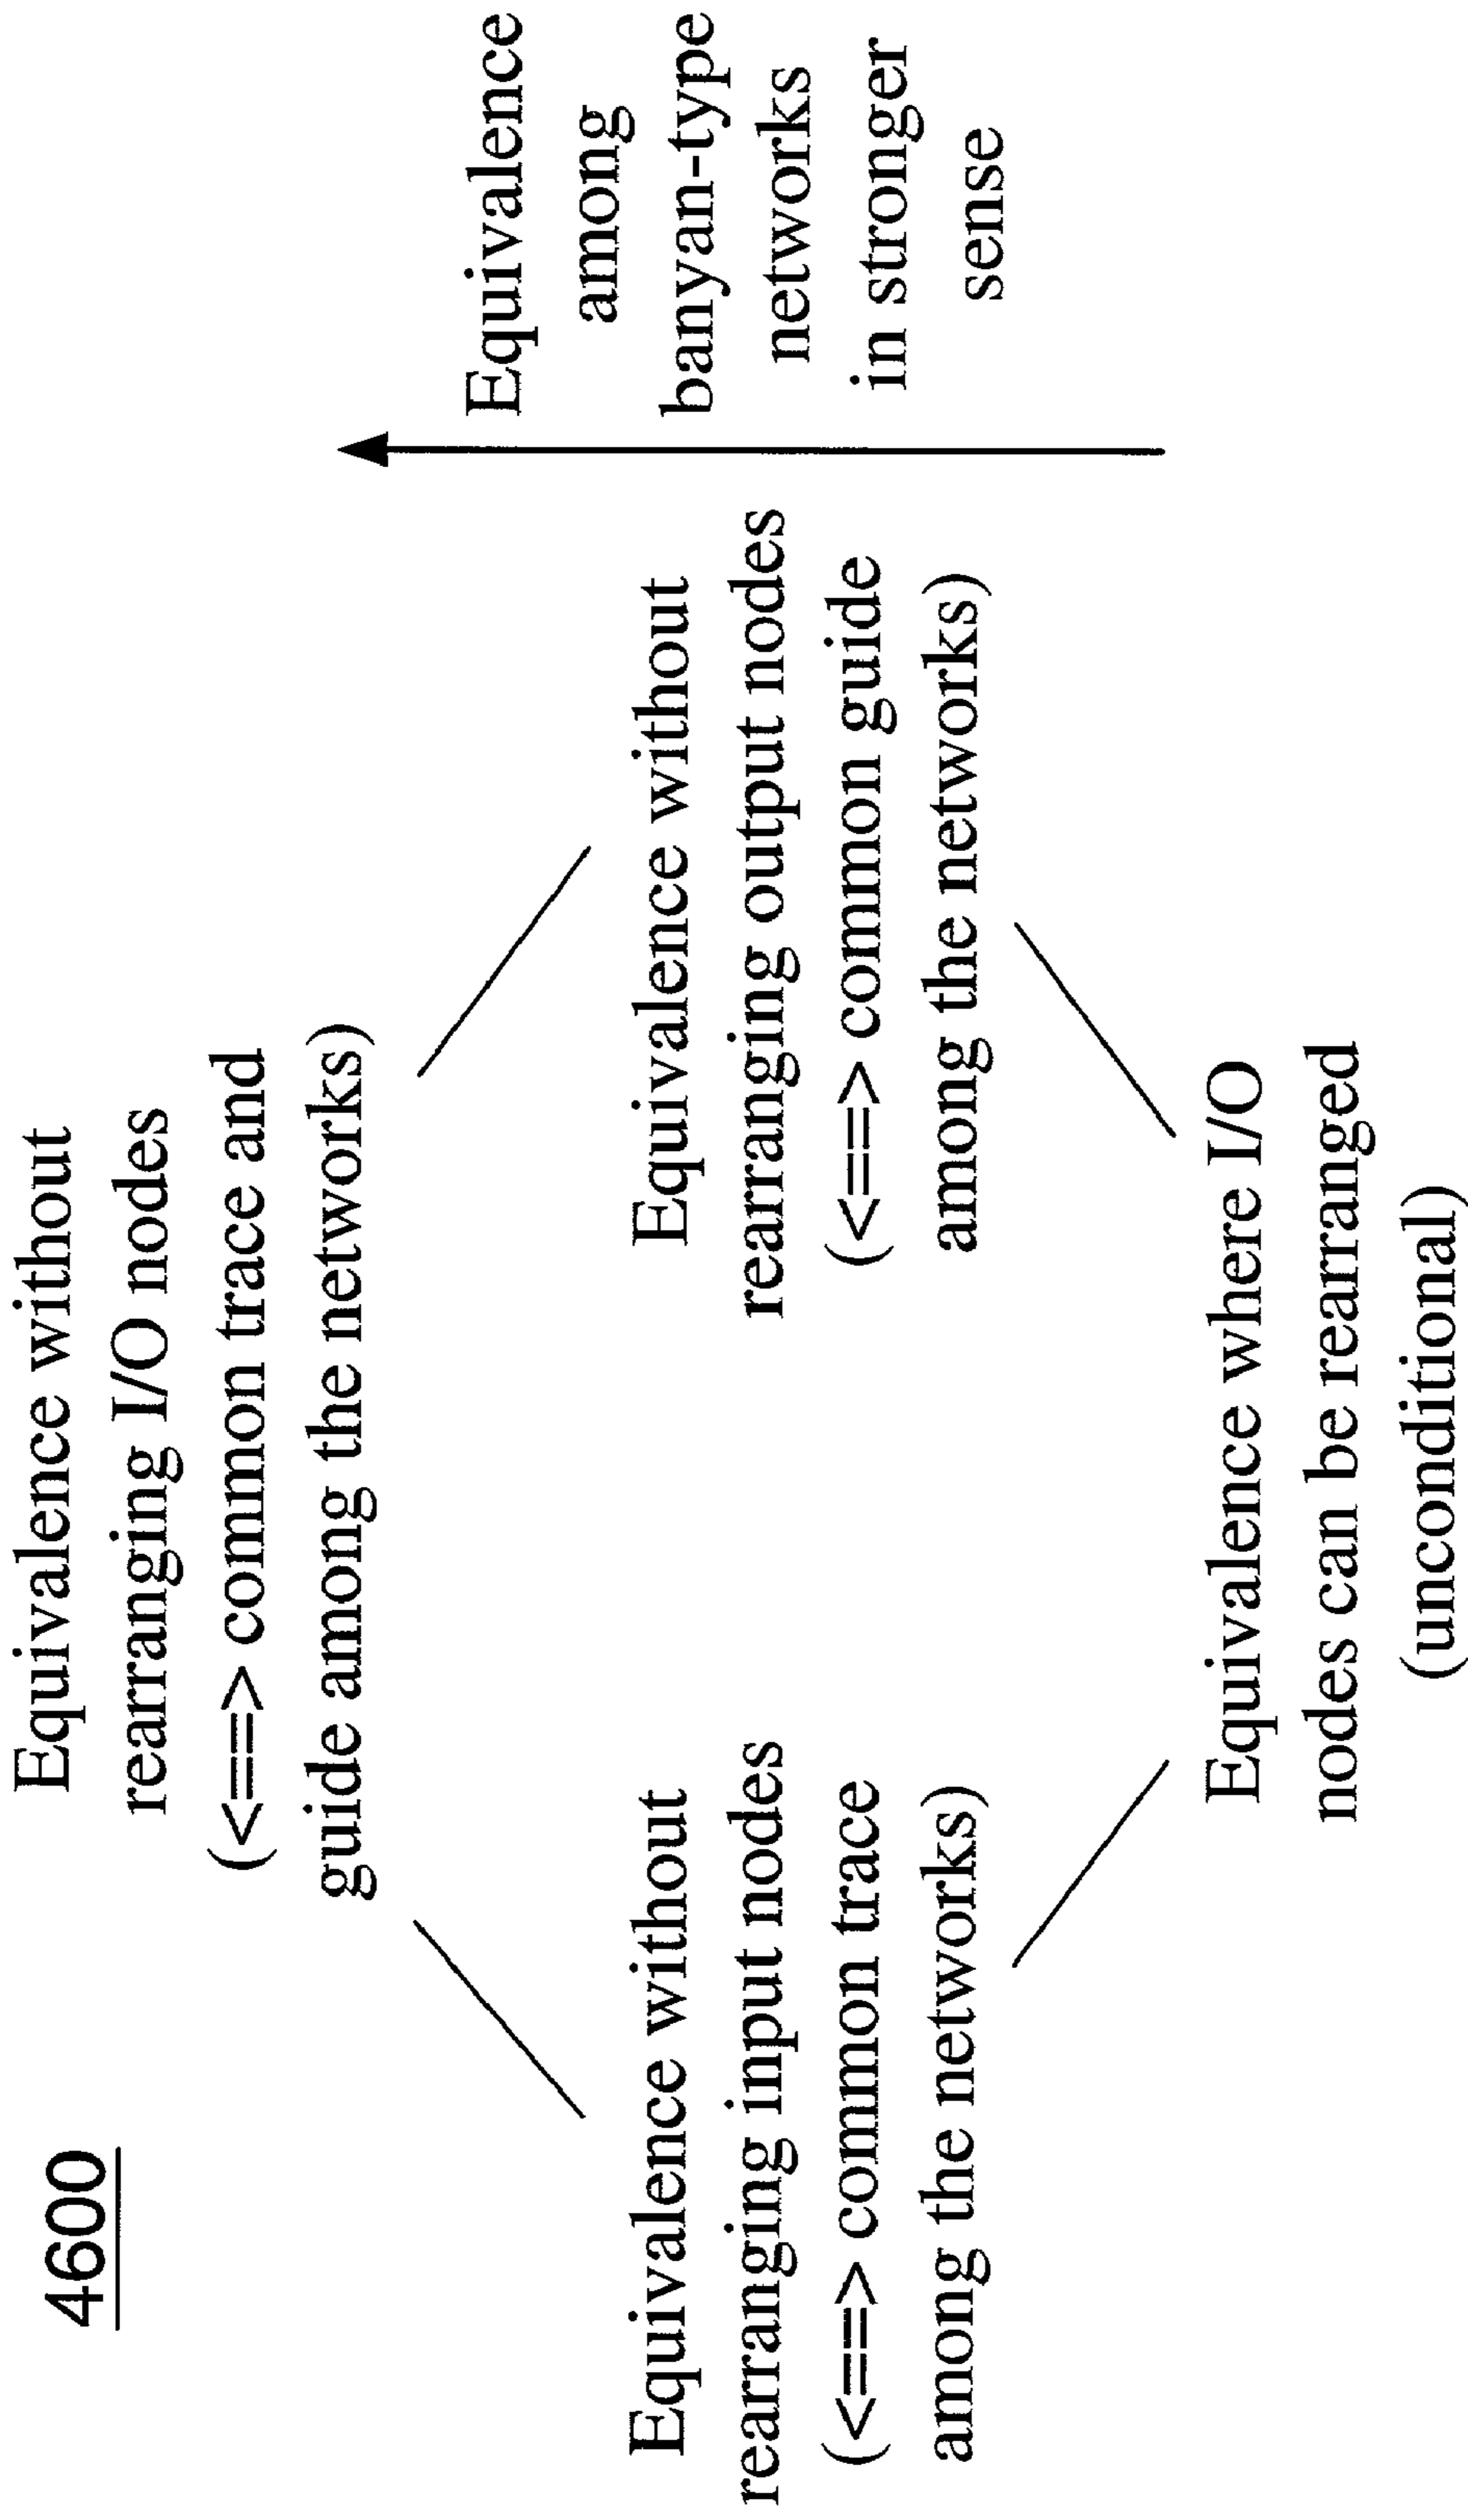 4600
Equivalence without
rearranging I/O nodes
(<==> common trace and
guide among the networks)
Equivalence without
rearranging input nodes
(<==> common trace
among the networks)
Equivalence without
rearranging output nodes
(<==> common guide
among the networks)
Equivalence where I/O
nodes can be rearranged
(unconditional)
Equivalence
among
banyan-type
networks
in stronger
sense